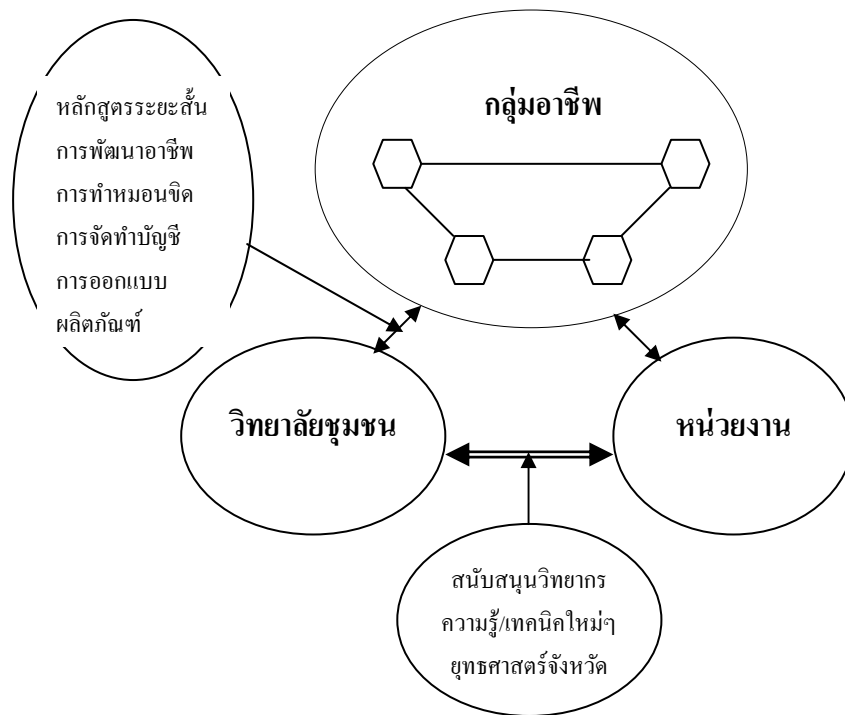 หลักสูตรระยะสั้น
การพัฒนาอาชีพ
การทำหมอนขิด
การจัดทำบัญชี
การออกแบบ
ผลิตภัณฑ์
กลุ่มอาชีพ
วิทยาลัยชุมชน
หน่วยงาน
สนับสนุนวิทยากร
ความรู้/เทคนิคใหม่ๆ
ยุทธศาสตร์จังหวัด